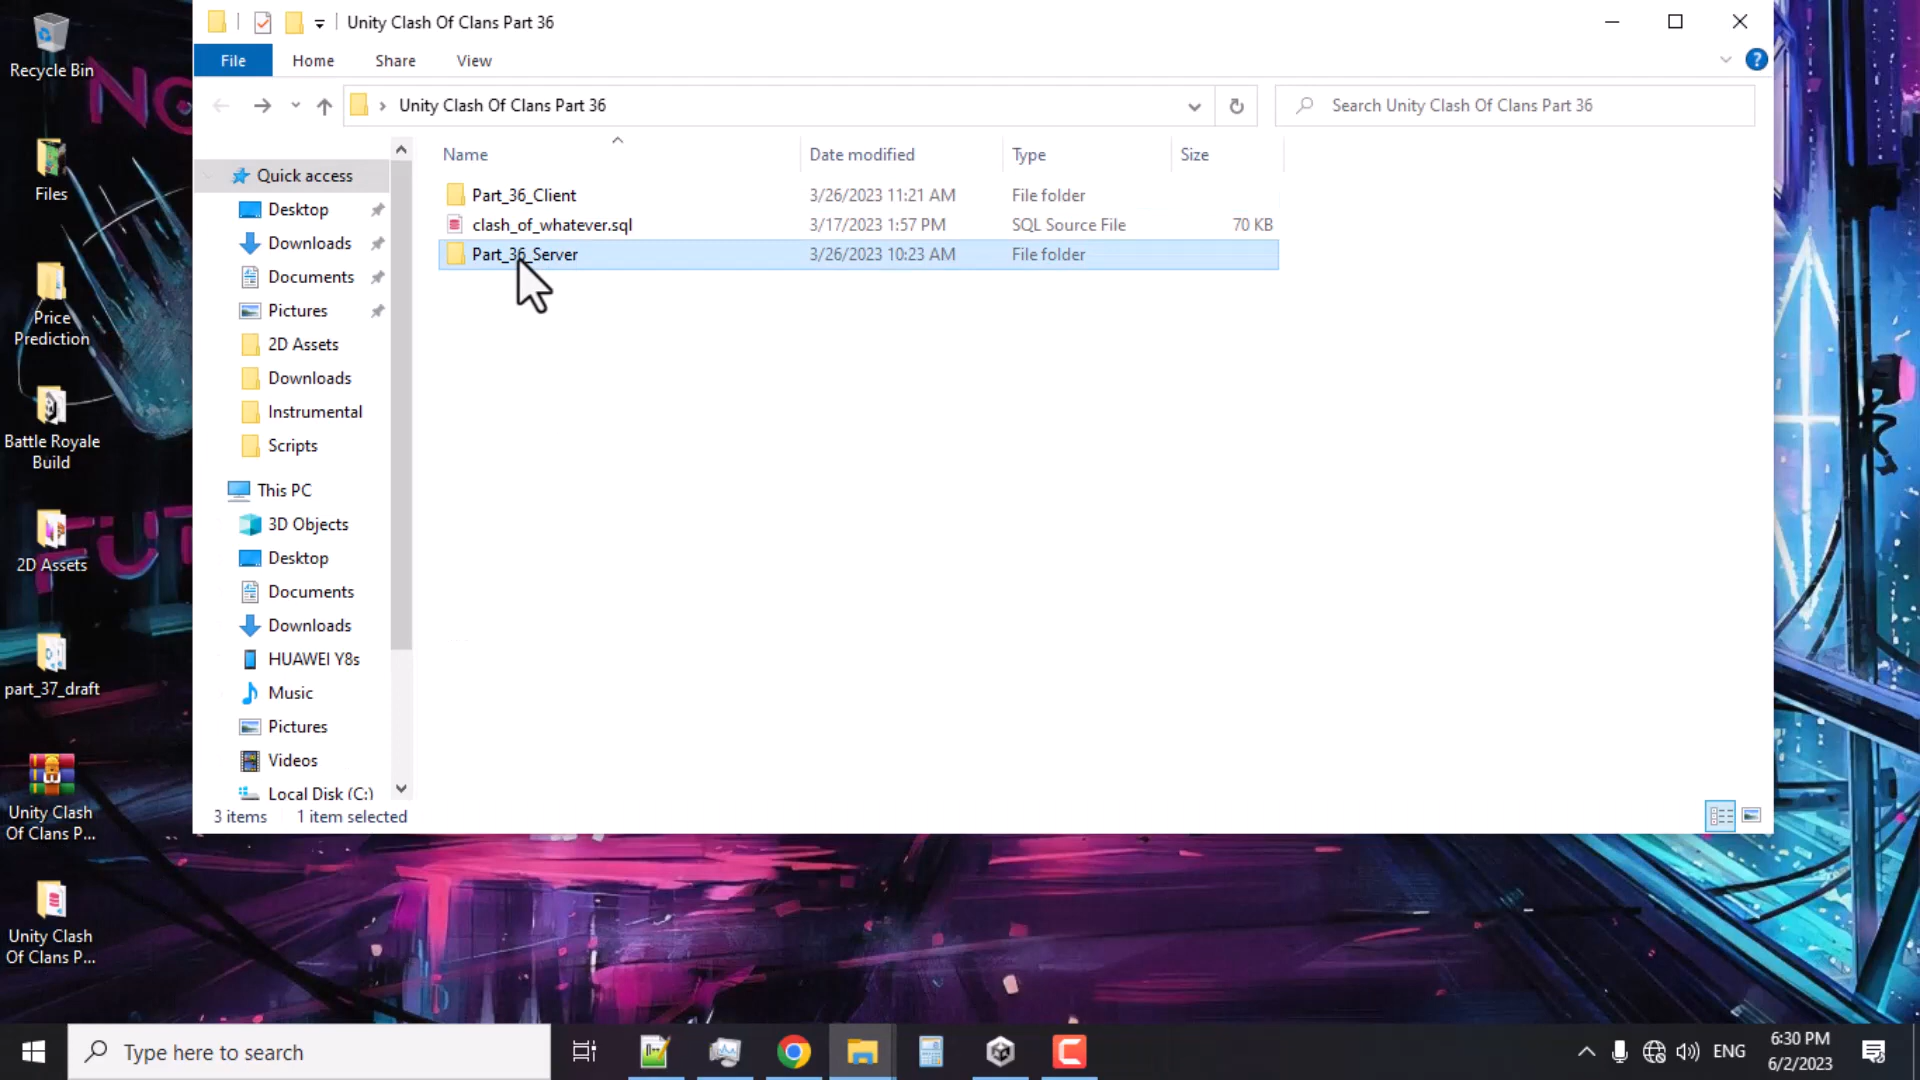 Unity Clash Of Clans Part 36
File Home Share View
Unity Clash Of Clans Part 36
Search Unity Clash Of Clans Part 36
Name Date modified Type Size
Part_36_Client 3/26/2023 11:21 AM File folder
clash_of_whatever.sql 3/17/2023 1:57 PM SQL Source File 70 KB
Part_36_Server 3/26/2023 10:23 AM File folder
Quick access
Desktop
Downloads
Documents
Pictures
2D Assets
Downloads
Instrumental
Scripts
This PC
3D Objects
Desktop
Documents
Downloads
HUAWEI Y8s
Music
Pictures
Videos
Local Disk (C:)
3 items 1 item selected
Recycle Bin
Files
Price
Prediction
Battle Royale
Build
2D Assets
part_37_draft
Unity Clash
Of Clans P...
Unity Clash
Of Clans P...
Type here to search
ENG
6:30 PM
6/2/2023